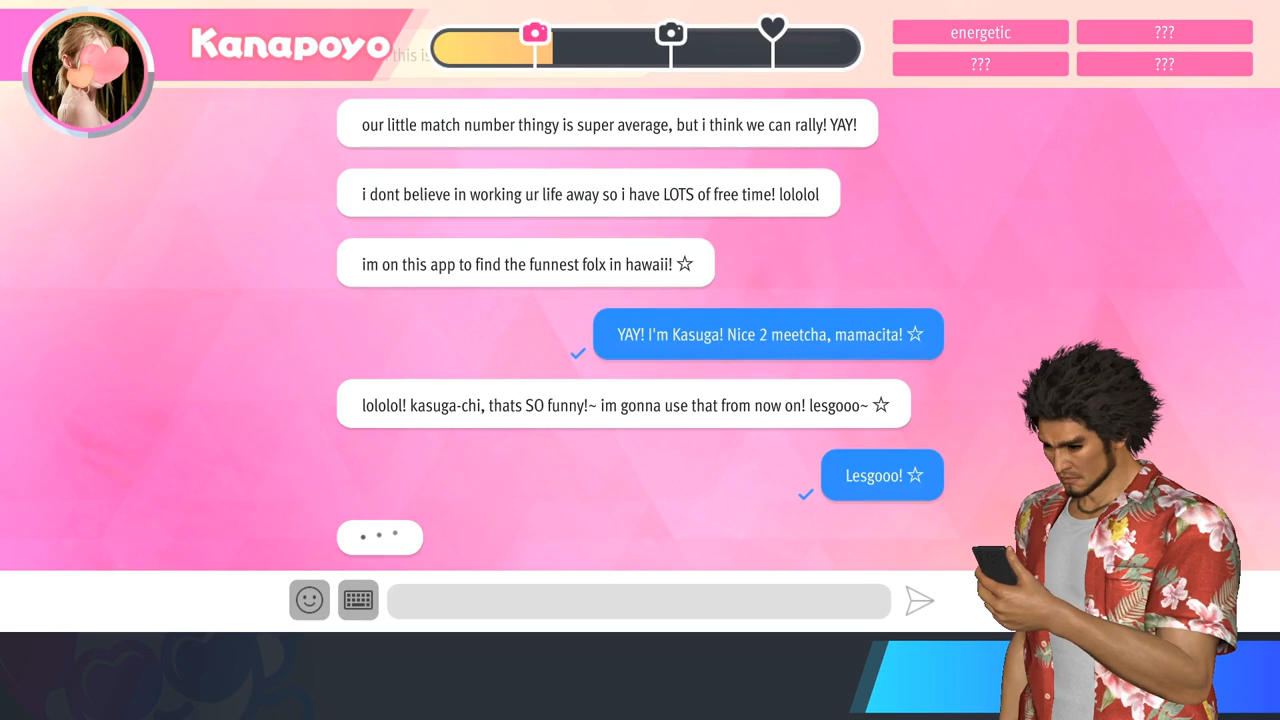 Kanapoyo
this is
energetic
???
???
???
our little match number thingy is super average, but i think we can rally! YAY!
i dont believe in working ur life away so i have LOTS of free time! lololol
im on this app to find the funnest folx in hawaii! ☆
YAY! I'm Kasuga! Nice 2 meetcha, mamacita! ☆
lololol! kasuga-chi, thats SO funny!~ im gonna use that from now on! lesgooo~ ☆
Lesgooo! ☆